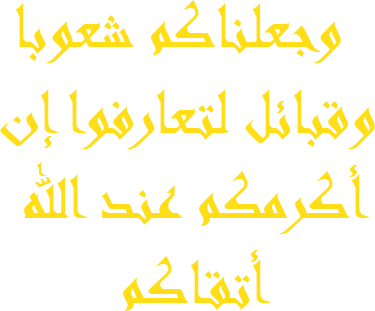 وجعلناكم شعوبا
وقبائل لتعارفوا إن
أكرمكم عند الله
أتقاكم